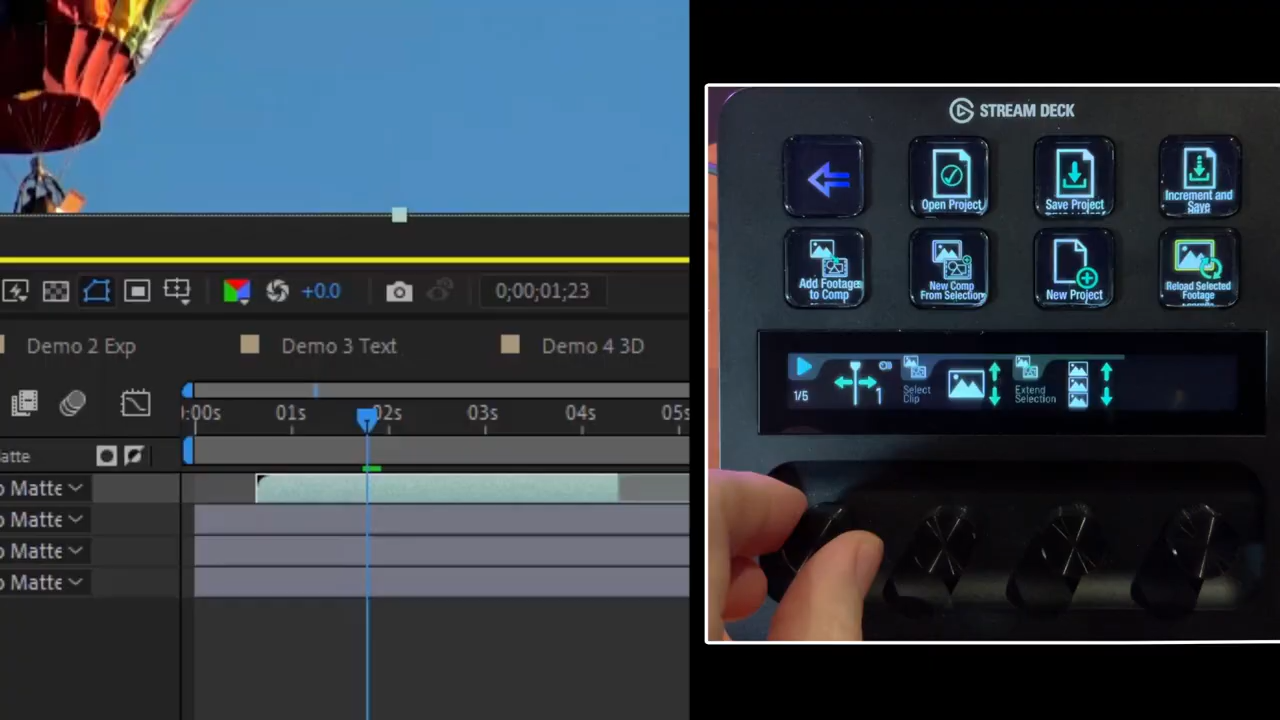 STREAM DECK
Open Project
Save Project
Increment and
Save
Add Footage
to Comp
New Comp
From Selection
New Project
Reload Selected
Footage
1/5
1
Select
Clip
Extend
Selection
+0.0
0;00;01;23
Demo 2 Exp
Demo 3 Text
Demo 4 3D
:00s
01s
02s
03s
04s
05s
atte
o Matte
o Matte
o Matte
o Matte